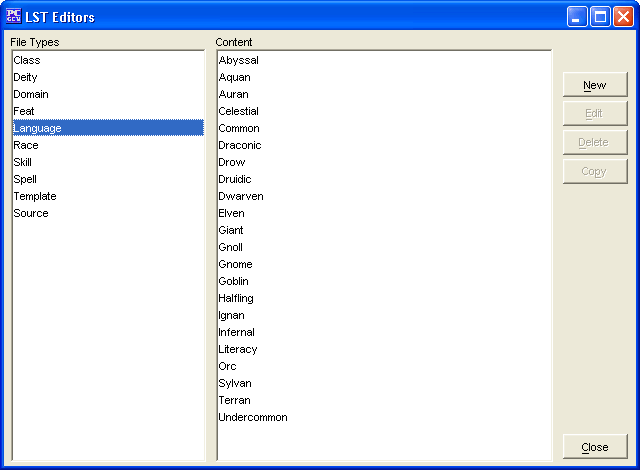 PC GEN LST Editors
File Types
Class
Deity
Domain
Feat
Language
Race
Skill
Spell
Template
Source
Content
Abyssal
Aquan
Auran
Celestial
Common
Draconic
Drow
Druidic
Dwarven
Elven
Giant
Gnoll
Gnome
Goblin
Halfling
Ignan
Infernal
Literacy
Orc
Sylvan
Terran
Undercommon
New
Edit
Delete
Copy
Close